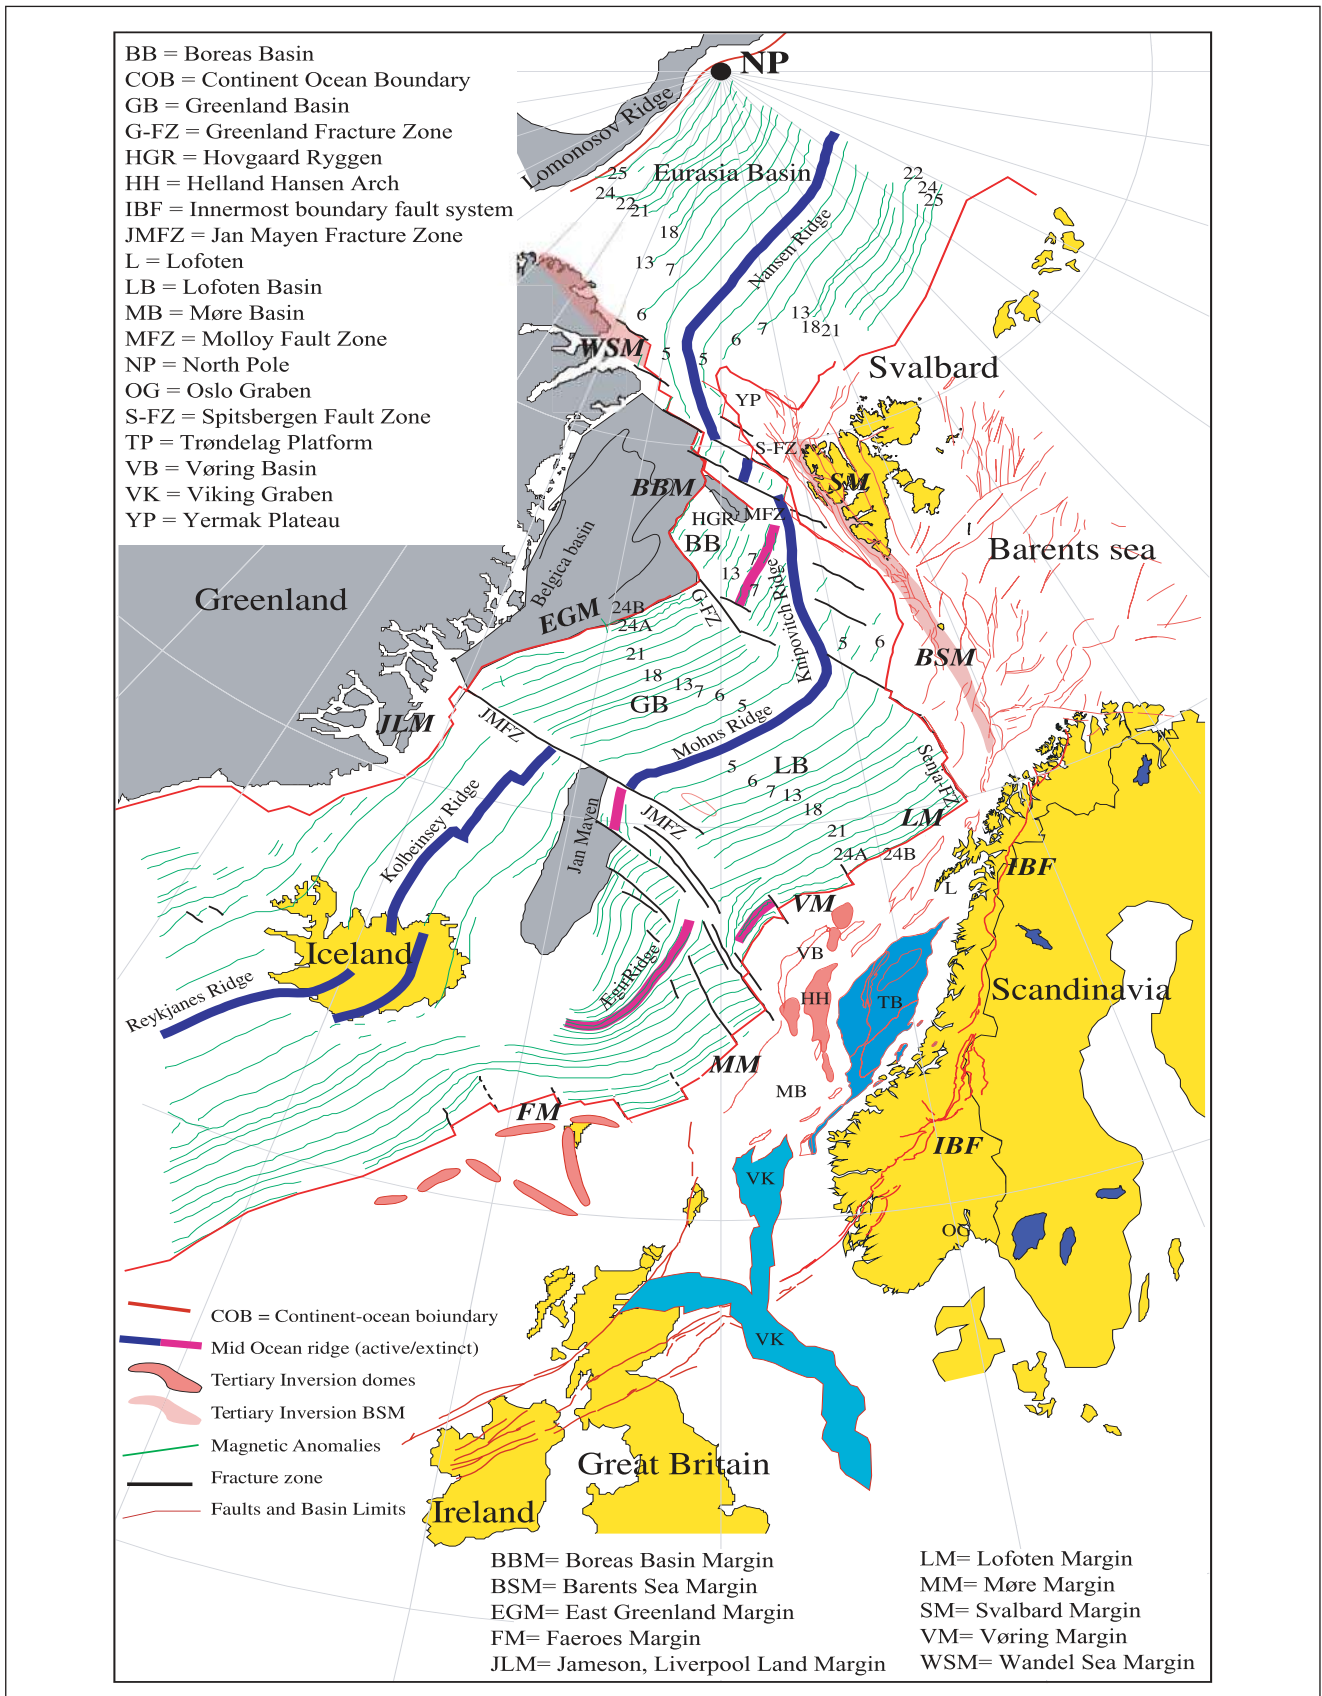 BB = Boreas Basin
COB = Continent Ocean Boundary
GB = Greenland Basin
G-FZ = Greenland Fracture Zone
HGR = Hovgaard Ryggen
HH = Helland Hansen Arch
IBF = Innermost boundary fault system
JMFZ = Jan Mayen Fracture Zone
L = Lofoten
LB = Lofoten Basin
MB = Møre Basin
MFZ = Molloy Fault Zone
NP = North Pole
OG = Oslo Graben
S-FZ = Spitsbergen Fault Zone
TP = Trøndelag Platform
VB = Vøring Basin
VK = Viking Graben
YP = Yermak Plateau
NP
Lomonosov Ridge
Eurasia Basin
25
24
22
21
18
13
7
6
5
22
24
25
Nansen Ridge
13
18
21
7
6
5
WSM
Svalbard
YP
S-FZ
SM
BBM
HGR
MFZ
BB
7
13
7
Barents sea
Belgica basin
Greenland
EGM
24B
24A
G-FZ
Knipovitch Ridge
5
6
BSM
21
18
13
7
6
5
GB
JLM
JMFZ
Mohns Ridge
LB
5
6
7
13
18
21
24A
24B
Senja-FZ
LM
Kolbeinsey Ridge
Jan Mayen
JMFZ
IBF
L
VM
VB
Iceland
ÆgirRidge
HH
TB
Scandinavia
Reykjanes Ridge
MM
MB
FM
IBF
VK
OG
VK
Great Britain
Ireland
COB = Continent-ocean boiundary
Mid Ocean ridge (active/extinct)
Tertiary Inversion domes
Tertiary Inversion BSM
Magnetic Anomalies
Fracture zone
Faults and Basin Limits
BBM= Boreas Basin Margin
BSM= Barents Sea Margin
EGM= East Greenland Margin
FM= Faeroes Margin
JLM= Jameson, Liverpool Land Margin
LM= Lofoten Margin
MM= Møre Margin
SM= Svalbard Margin
VM= Vøring Margin
WSM= Wandel Sea Margin